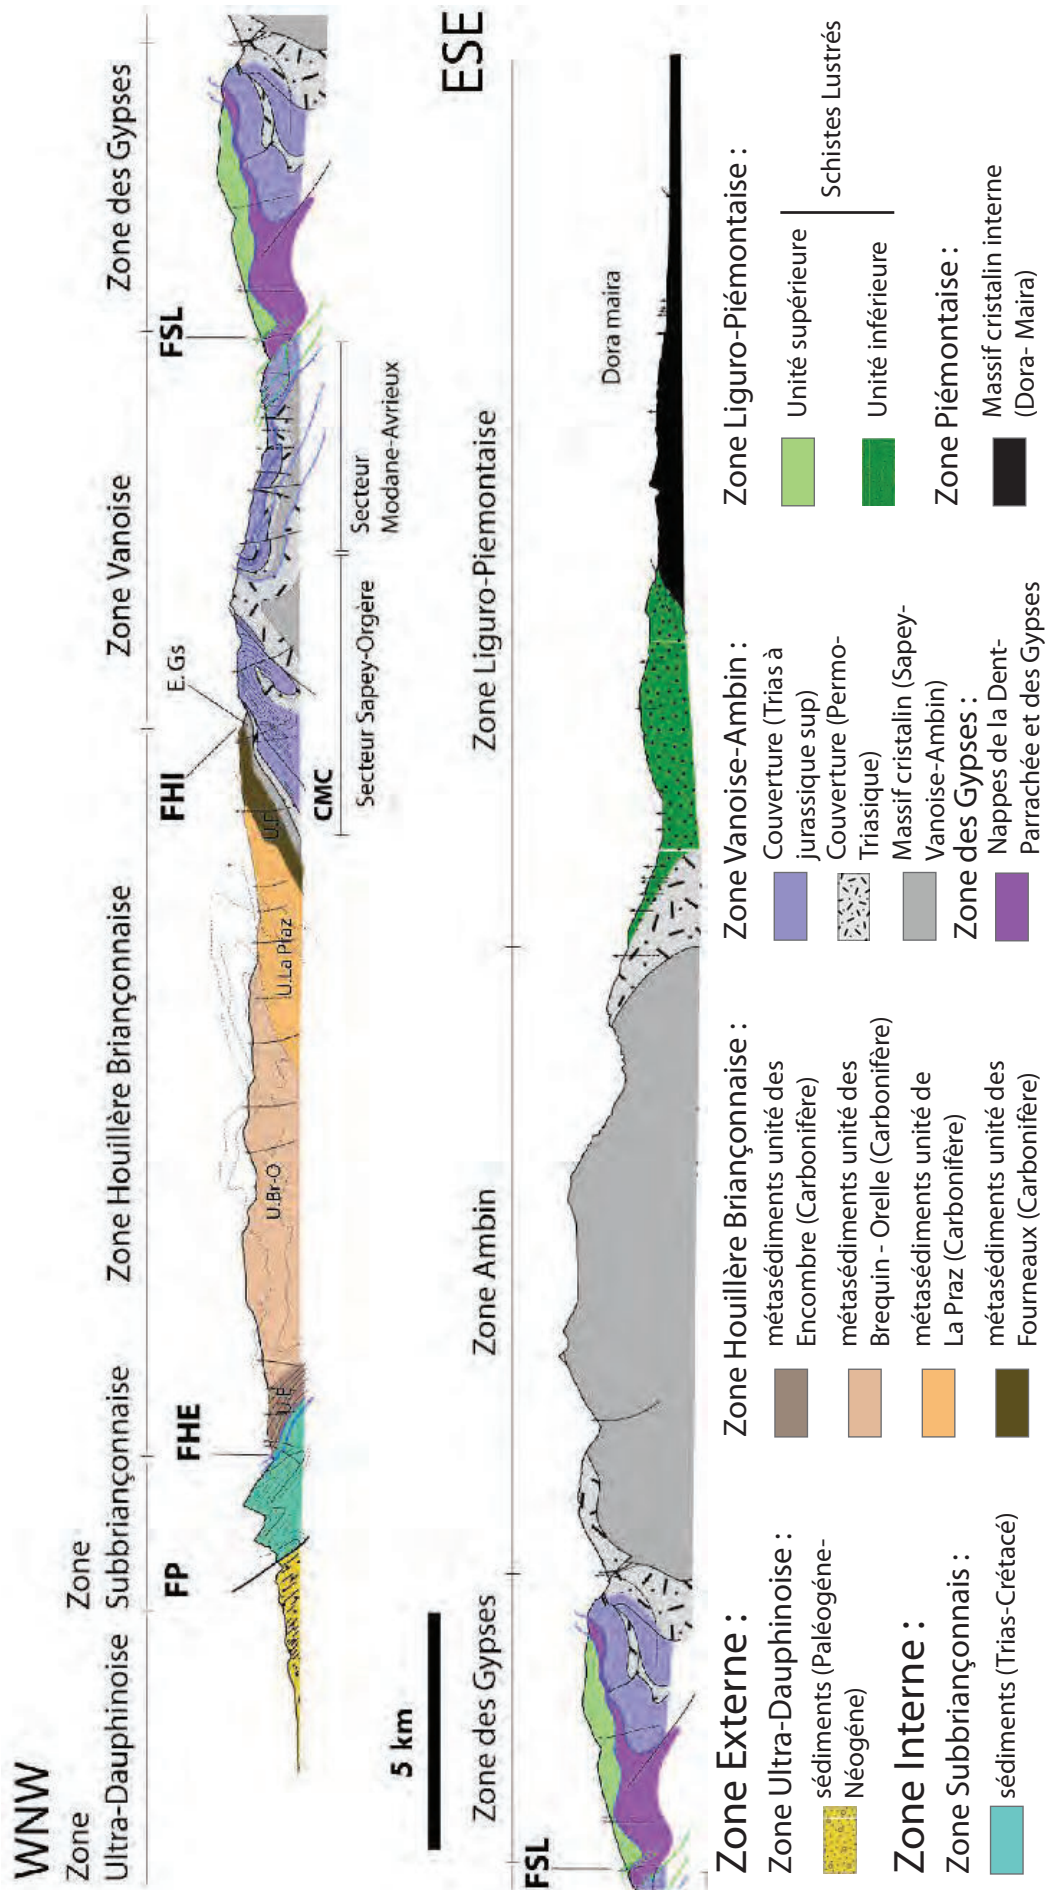 WNW
Zone
Ultra-Dauphinoise
Zone
Subbriançonnaise
Zone Houillère Briançonnaise
Zone Vanoise
Zone des Gypses
FP
FHE
FHI
E.Gs
FSL
U.E
U.Br-O
U.La Praz
U.F
CMC
Secteur Sapey-Orgère
Secteur
Modane-Avrieux
5 km
ESE
Zone des Gypses
Zone Ambin
Zone Liguro-Piemontaise
FSL
Dora maira
Zone Externe :
Zone Ultra-Dauphinoise :
sédiments (Paléogéne-
Néogéne)
Zone Interne :
Zone Subbriançonnais :
sédiments (Trias-Crétacé)
Zone Houillère Briançonnaise :
métasédiments unité des
Encombre (Carbonifère)
métasédiments unité des
Brequin - Orelle (Carbonifère)
métasédiments unité de
La Praz (Carbonifère)
métasédiments unité des
Fourneaux (Carbonifère)
Zone Vanoise-Ambin :
Couverture (Trias à
jurassique sup)
Couverture (Permo-
Triasique)
Massif cristalin (Sapey-
Vanoise-Ambin)
Zone des Gypses :
Nappes de la Dent-
Parrachée et des Gypses
Zone Liguro-Piémontaise :
Unité supérieure
Unité inférieure
Schistes Lustrés
Zone Piémontaise :
Massif cristalin interne
(Dora- Maira)